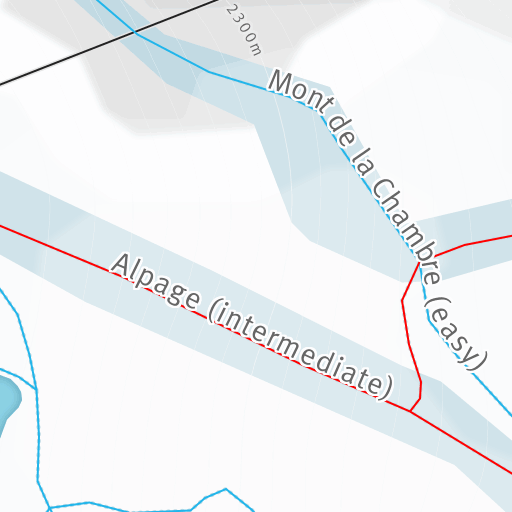 2300m
Mont de la Chambre (easy)
Alpage (intermediate)